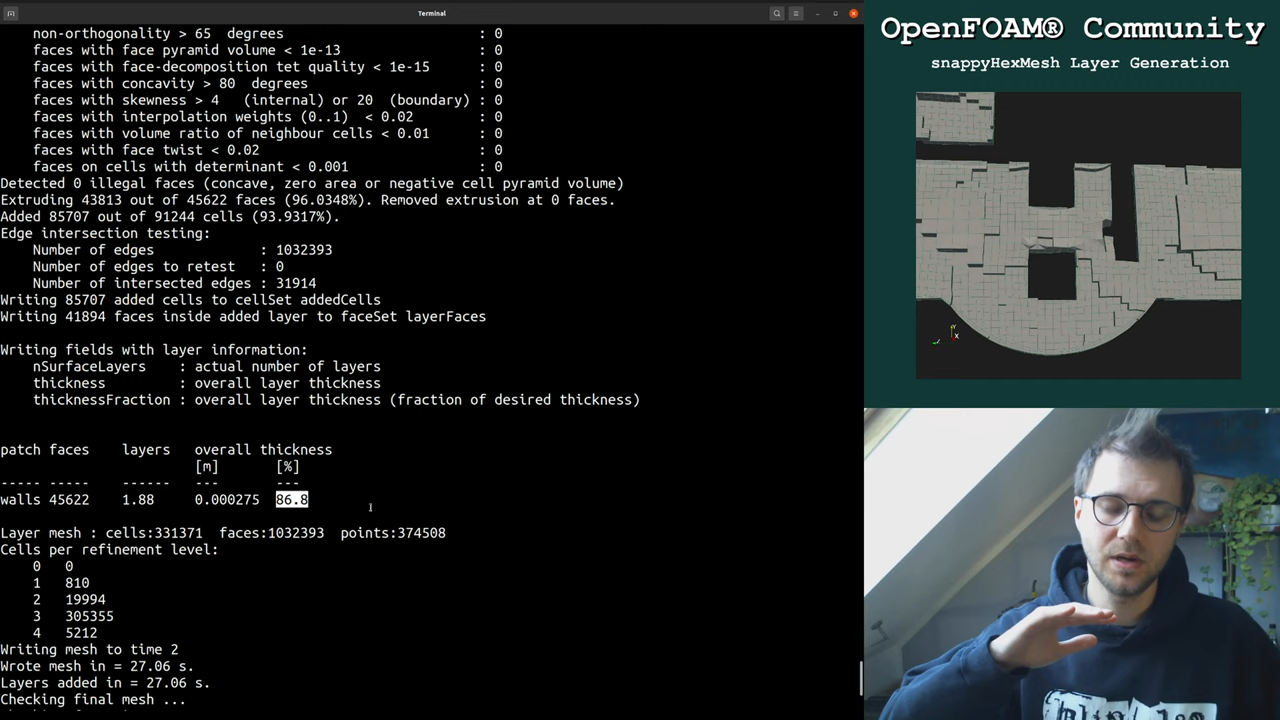 Terminal
non-orthogonality > 65 degrees : 0
faces with face pyramid volume < 1e-13 : 0
faces with face-decomposition tet quality < 1e-15 : 0
faces with concavity > 80 degrees : 0
faces with skewness > 4 (internal) or 20 (boundary) : 0
faces with interpolation weights (0..1) < 0.02 : 0
faces with volume ratio of neighbour cells < 0.01 : 0
faces with face twist < 0.02 : 0
faces on cells with determinant < 0.001 : 0
Detected 0 illegal faces (concave, zero area or negative cell pyramid volume)
Extruding 43813 out of 45622 faces (96.0348%). Removed extrusion at 0 faces.
Added 85707 out of 91244 cells (93.9317%).
Edge intersection testing:
Number of edges : 1032393
Number of edges to retest : 0
Number of intersected edges : 31914
Writing 85707 added cells to cellSet addedCells
Writing 41894 faces inside added layer to faceSet layerFaces
Writing fields with layer information:
nSurfaceLayers : actual number of layers
thickness : overall layer thickness
thicknessFraction : overall layer thickness (fraction of desired thickness)
patch faces layers overall thickness
[m] [%]
----- ----- ------ --- ---
walls 45622 1.88 0.000275 86.8
Layer mesh : cells:331371 faces:1032393 points:374508
Cells per refinement level:
0 0
1 810
2 19994
3 305355
4 5212
Writing mesh to time 2
Wrote mesh in = 27.06 s.
Layers added in = 27.06 s.
Checking final mesh ...
OpenFOAM® Community
snappyHexMesh Layer Generation
Y
X